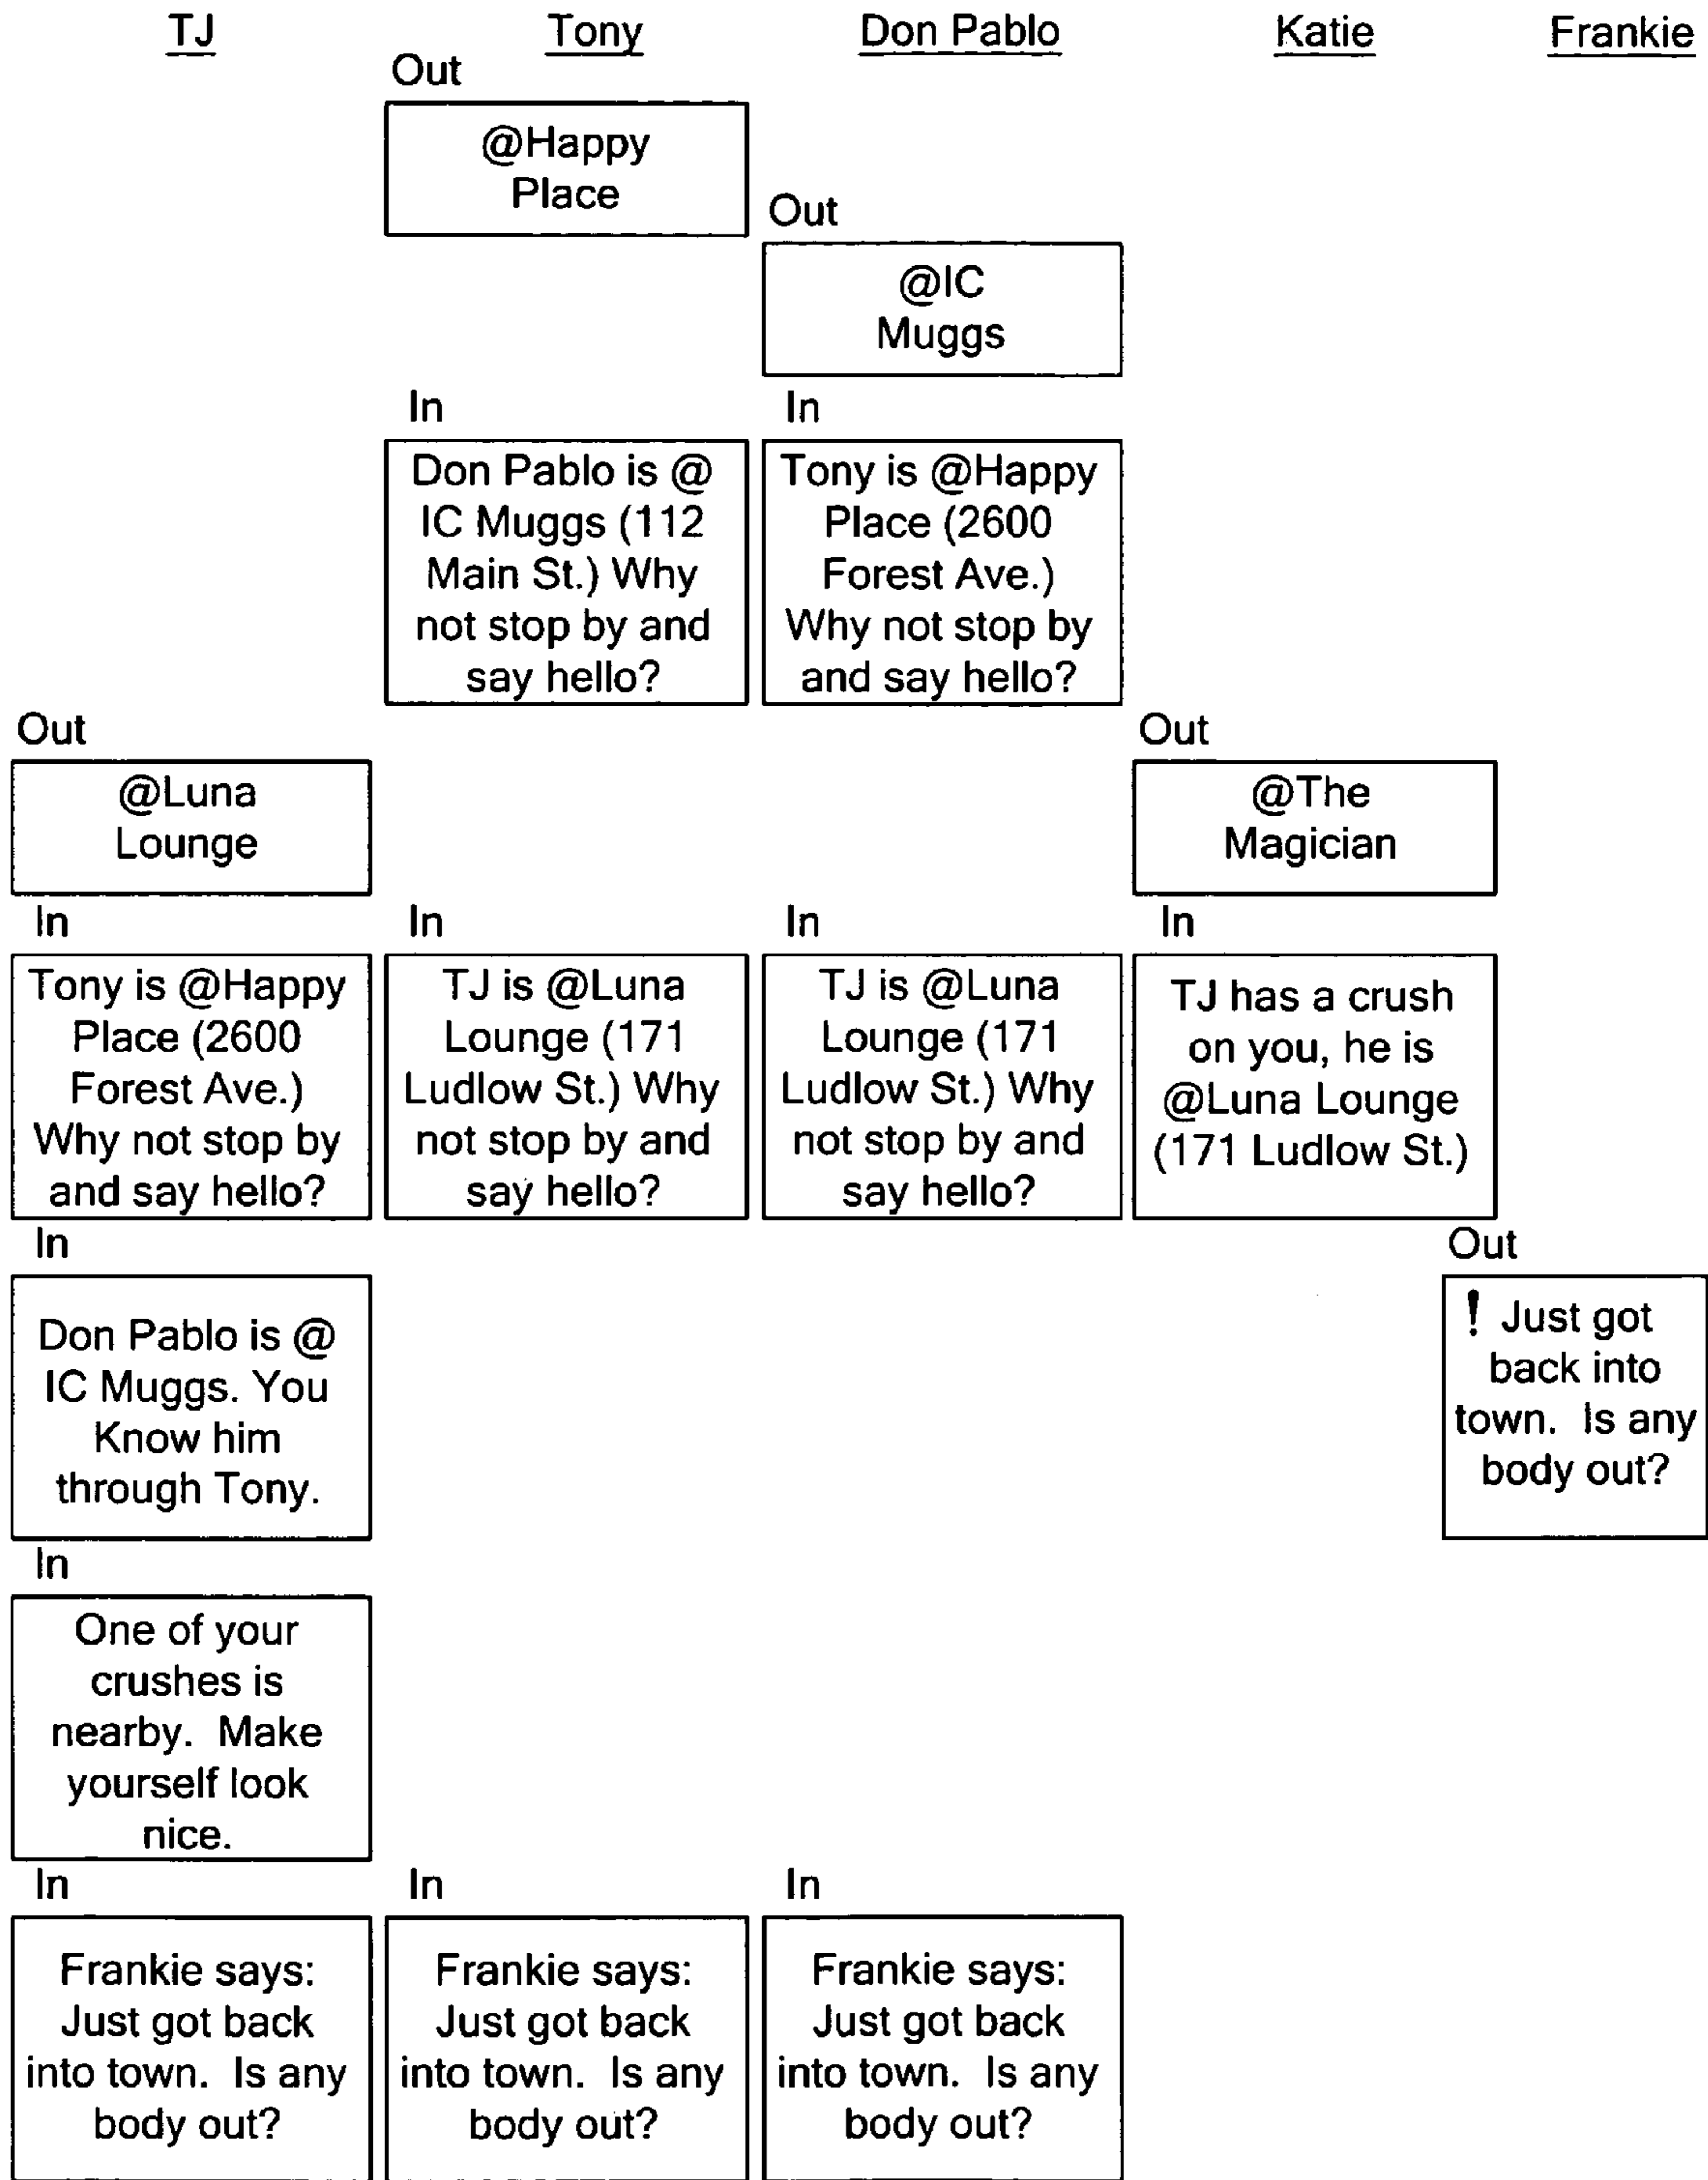 TJ
Tony
Don Pablo
Katie
Frankie
Out
@Happy
Place
Out
@IC
Muggs
In
Don Pablo is @
IC Muggs (112
Main St.) Why
not stop by and
say hello?
In
Tony is @Happy
Place (2600
Forest Ave.)
Why not stop by
and say hello?
Out
@Luna
Lounge
Out
@The
Magician
In
Tony is @Happy
Place (2600
Forest Ave.)
Why not stop by
and say hello?
In
TJ is @Luna
Lounge (171
Ludlow St.) Why
not stop by and
say hello?
In
TJ is @Luna
Lounge (171
Ludlow St.) Why
not stop by and
say hello?
In
TJ has a crush
on you, he is
@Luna Lounge
(171 Ludlow St.)
In
Don Pablo is @
IC Muggs. You
Know him
through Tony.
Out
! Just got
back into
town. Is any
body out?
In
One of your
crushes is
nearby. Make
yourself look
nice.
In
Frankie says:
Just got back
into town. Is any
body out?
In
Frankie says:
Just got back
into town. Is any
body out?
In
Frankie says:
Just got back
into town. Is any
body out?